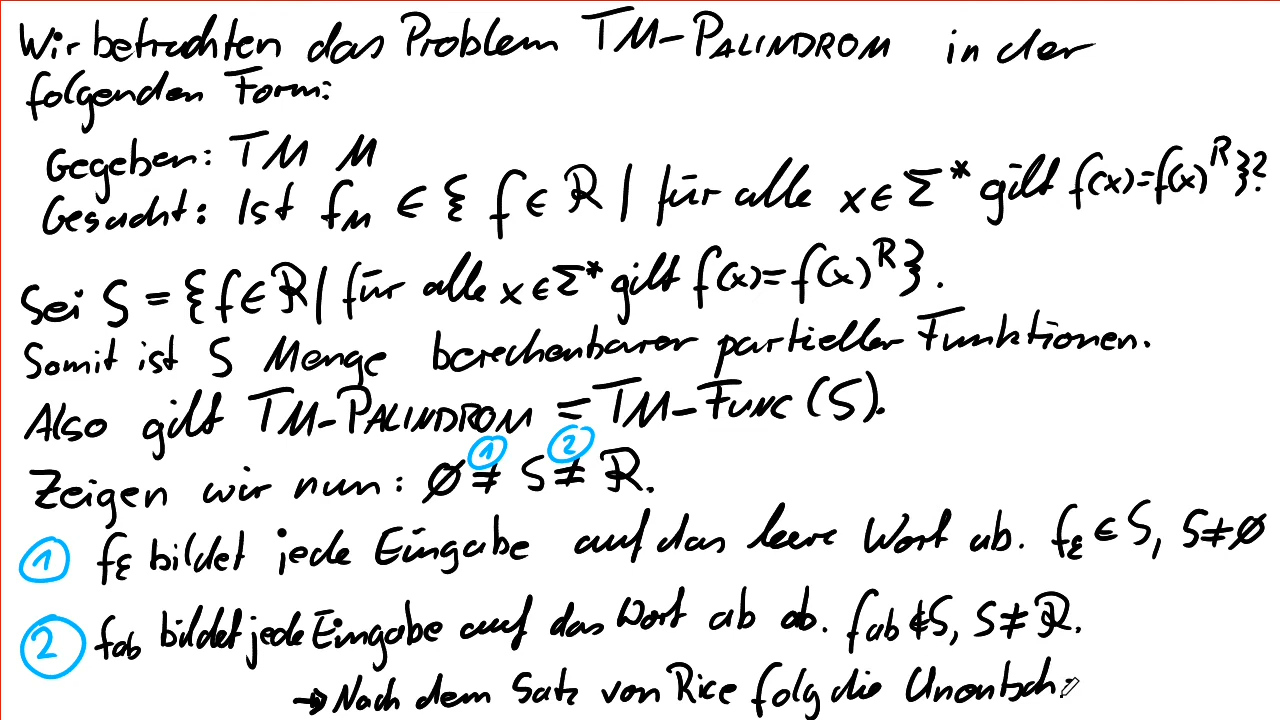 Wir betrachten das Problem TM-PALINDROM in der
folgenden Form:
Gegeben: TM M
Gesucht: Ist f_M ∈ { f ∈ ℛ | für alle x ∈ Σ* gilt f(x)=f(x)^R }?
Sei S = { f ∈ ℛ | für alle x ∈ Σ* gilt f(x)=f(x)^R }.
Somit ist S Menge berechenbarer partieller Funktionen.
Also gilt TM-PALINDROM = TM-FUNC(S).
1 2
Zeigen wir nun: ∅ ≠ S ≠ ℛ.
1 f_ε bildet jede Eingabe auf das leere Wort ab. f_ε ∈ S, S ≠ ∅
2 f_ab bildet jede Eingabe auf das Wort ab ab. f_ab ∉ S, S ≠ ℛ.
→ Nach dem Satz von Rice folg die Unentsch.